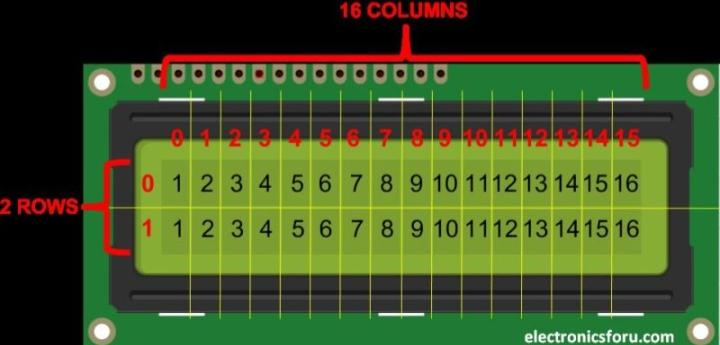 16 COLUMNS
0 1 2 3 4 5 6 7 8 9 10 11 12 13 14 15
0 1 2 3 4 5 6 7 8 9 10 11 12 13 14 15 16
2 ROWS
1 1 2 3 4 5 6 7 8 9 10 11 12 13 14 15 16
electronicsforu.com